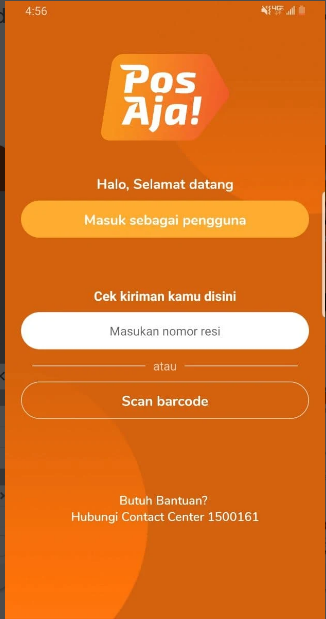 4:56
Pos
Aja!
Halo, Selamat datang
Masuk sebagai pengguna
Cek kiriman kamu disini
Masukan nomor resi
atau
Scan barcode
Butuh Bantuan?
Hubungi Contact Center 1500161